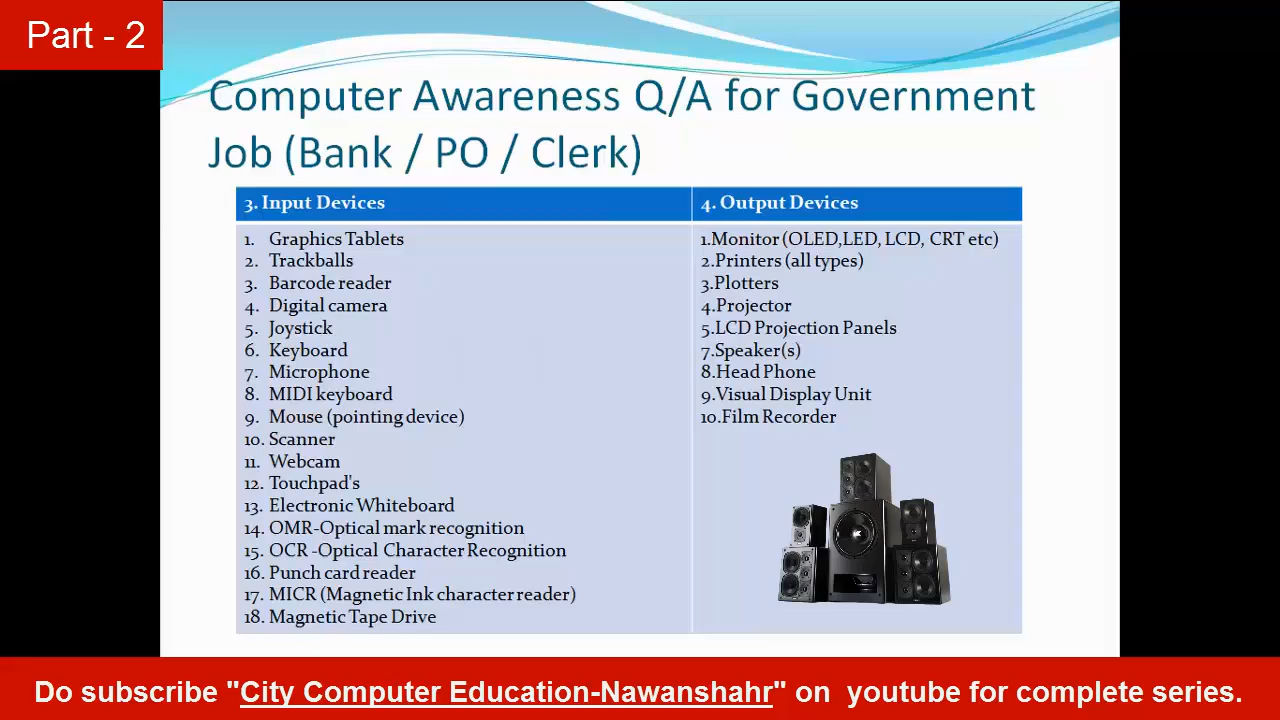 Part - 2
Computer Awareness Q/A for Government
Job (Bank / PO / Clerk)
3. Input Devices
1. Graphics Tablets
2. Trackballs
3. Barcode reader
4. Digital camera
5. Joystick
6. Keyboard
7. Microphone
8. MIDI keyboard
9. Mouse (pointing device)
10. Scanner
11. Webcam
12. Touchpad's
13. Electronic Whiteboard
14. OMR-Optical mark recognition
15. OCR -Optical Character Recognition
16. Punch card reader
17. MICR (Magnetic Ink character reader)
18. Magnetic Tape Drive
4. Output Devices
1.Monitor (OLED,LED, LCD, CRT etc)
2.Printers (all types)
3.Plotters
4.Projector
5.LCD Projection Panels
7.Speaker(s)
8.Head Phone
9.Visual Display Unit
10.Film Recorder
Do subscribe "City Computer Education-Nawanshahr" on youtube for complete series.